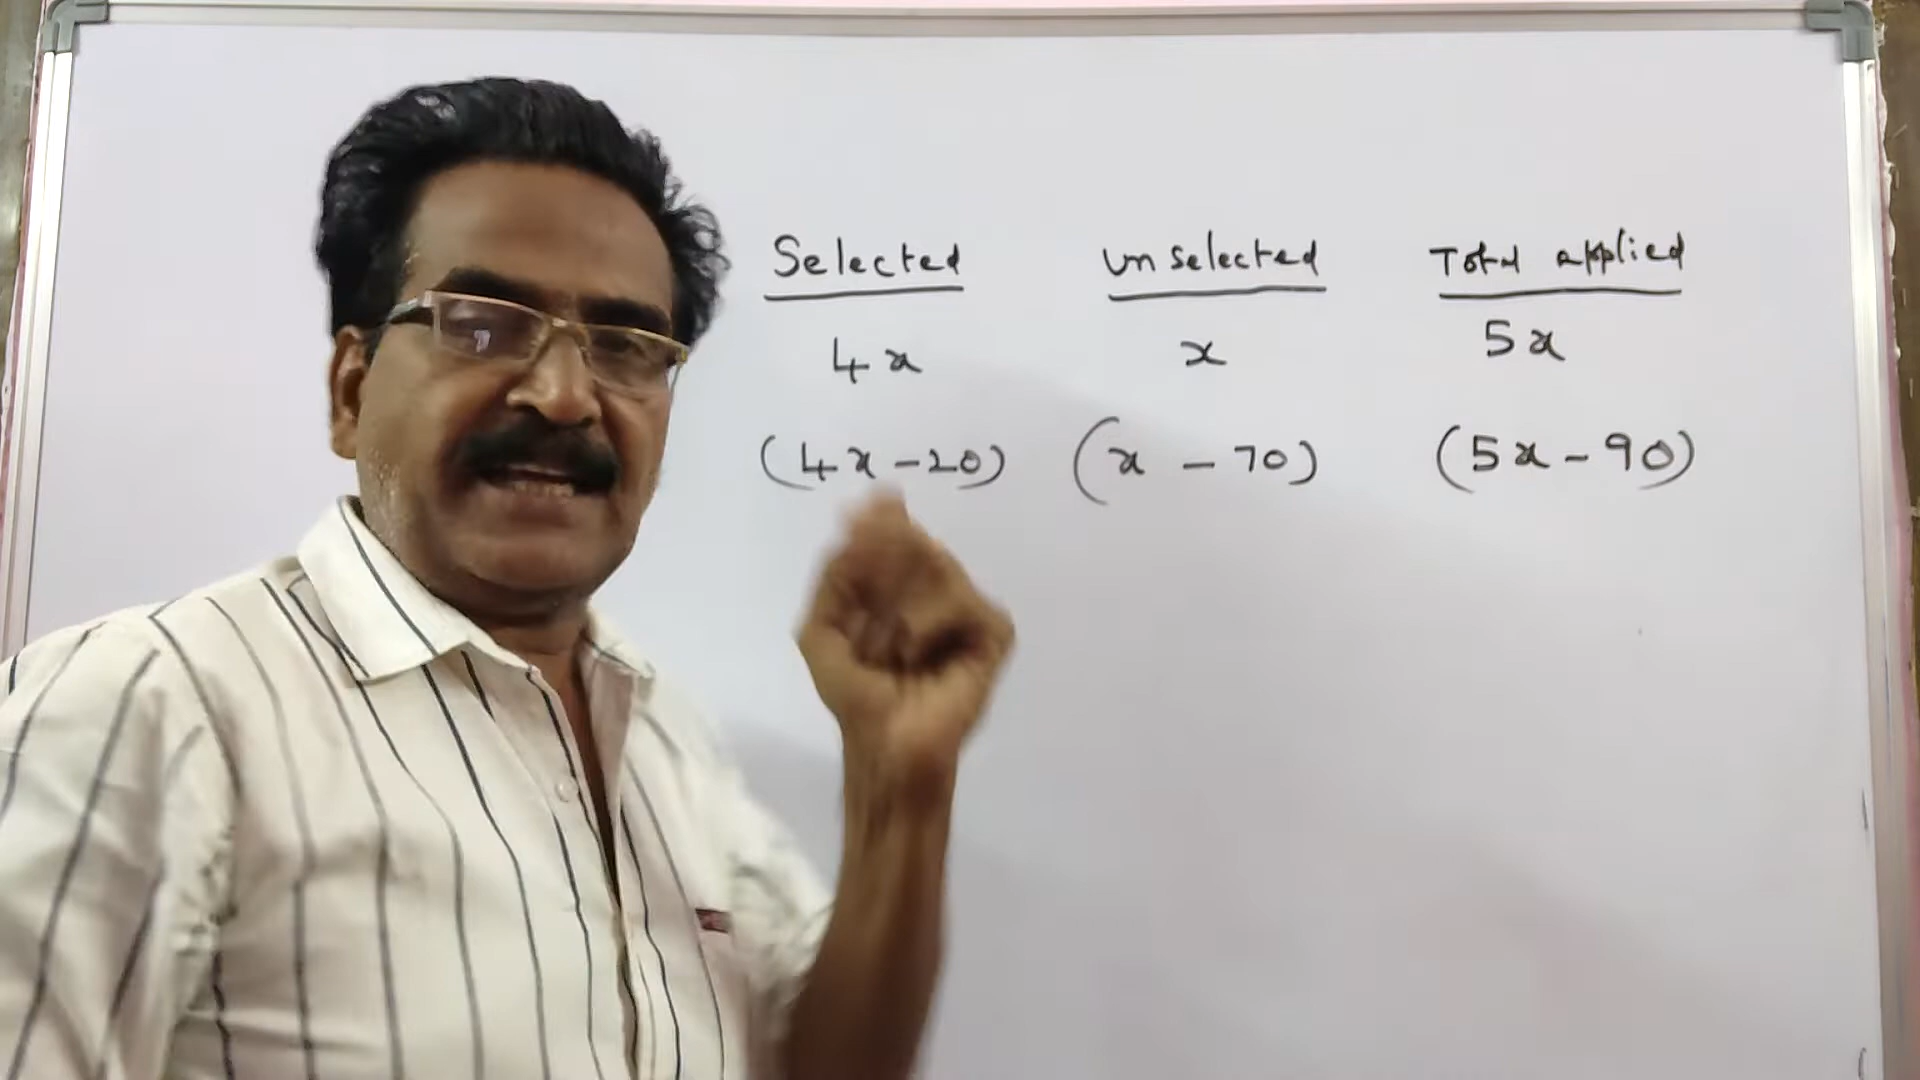 Selected unselected Total applied
4x x 5x
(4x - 20) (x - 70) (5x - 90)